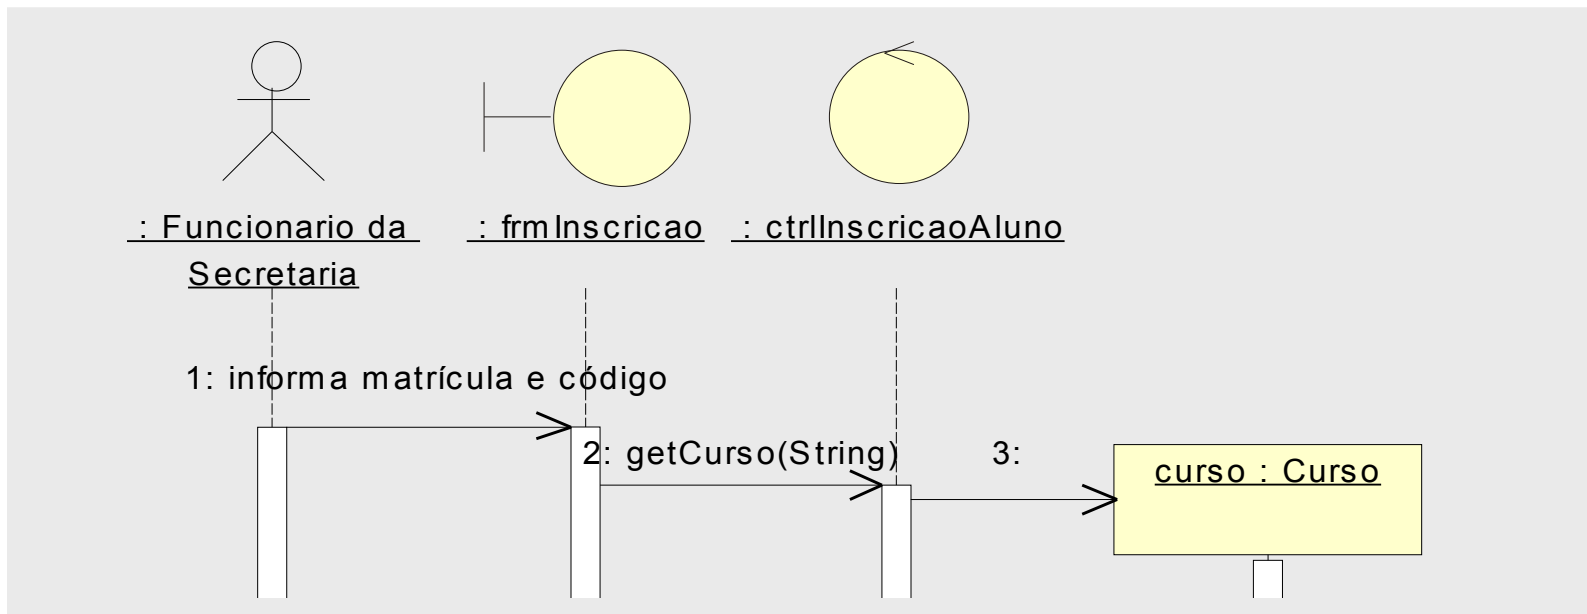 : Funcionario da
Secretaria
: frmInscricao
: ctrlInscricaoAluno
1: informa matrícula e código
2: getCurso(String)
3:
curso : Curso